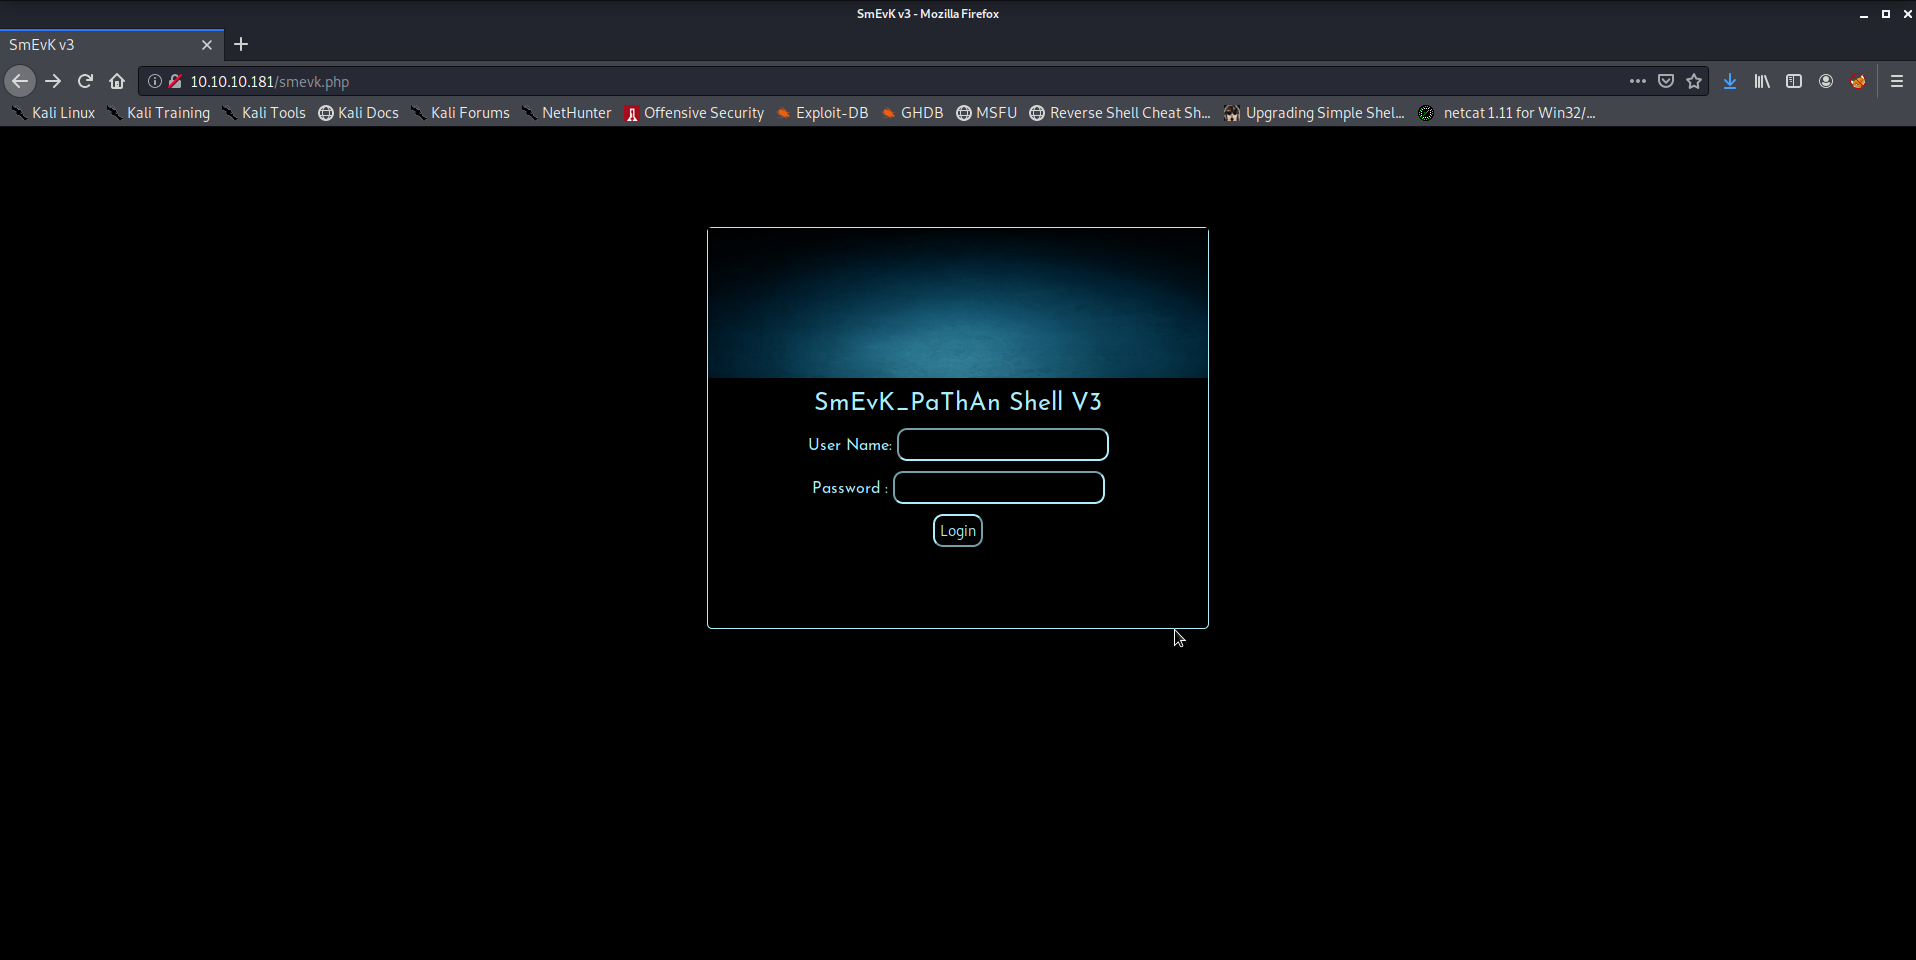 SmEvK v3 - Mozilla Firefox
SmEvK v3
10.10.10.181/smevk.php
Kali Linux Kali Training Kali Tools Kali Docs Kali Forums NetHunter Offensive Security Exploit-DB GHDB MSFU Reverse Shell Cheat Sh... Upgrading Simple Shel... netcat 1.11 for Win32/...
SmEvK_PaThAn Shell V3
User Name:
Password :
Login